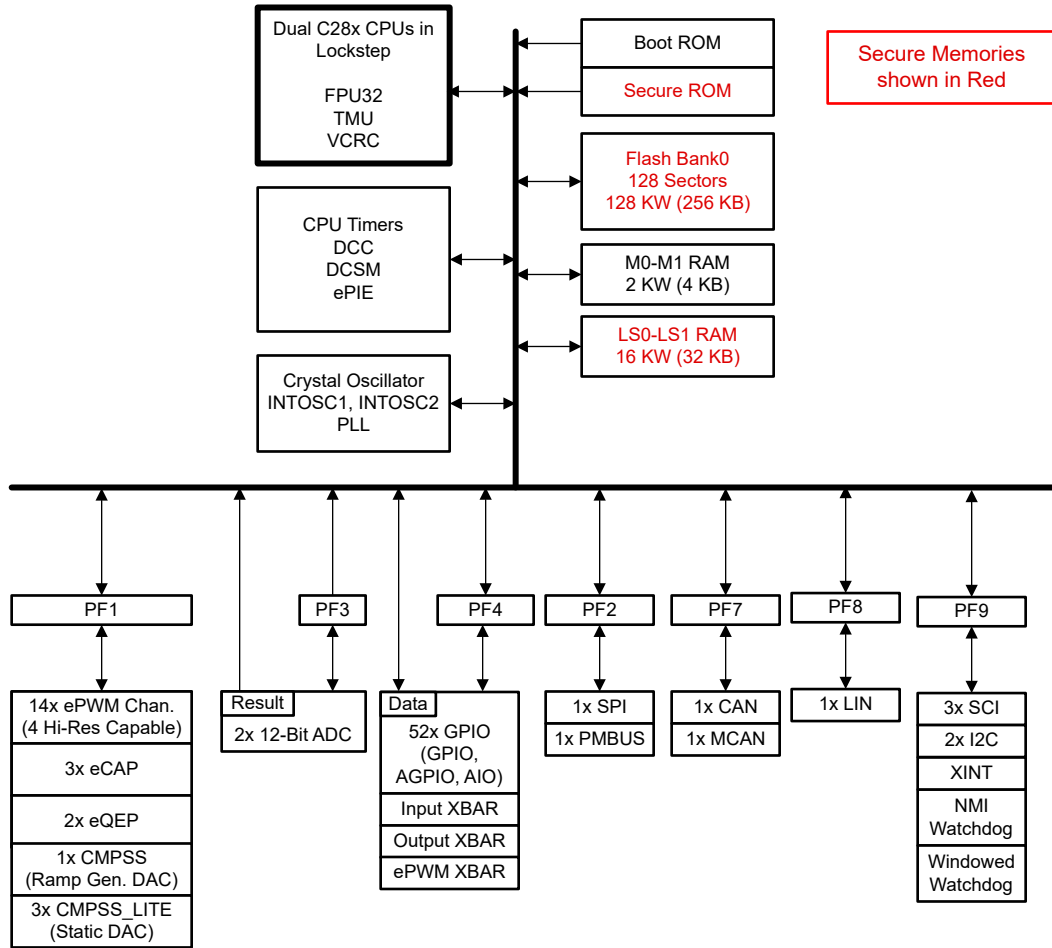 Dual C28x CPUs in
Lockstep
FPU32
TMU
VCRC
CPU Timers
DCC
DCSM
ePIE
Crystal Oscillator
INTOSC1, INTOSC2
PLL
Boot ROM
Secure ROM
Flash Bank0
128 Sectors
128 KW (256 KB)
M0-M1 RAM
2 KW (4 KB)
LS0-LS1 RAM
16 KW (32 KB)
Secure Memories
shown in Red
PF1
14x ePWM Chan.
(4 Hi-Res Capable)
3x eCAP
2x eQEP
1x CMPSS
(Ramp Gen. DAC)
3x CMPSS_LITE
(Static DAC)
PF3
Result
2x 12-Bit ADC
PF4
Data
52x GPIO
(GPIO,
AGPIO, AIO)
Input XBAR
Output XBAR
ePWM XBAR
PF2
1x SPI
1x PMBUS
PF7
1x CAN
1x MCAN
PF8
1x LIN
PF9
3x SCI
2x I2C
XINT
NMI
Watchdog
Windowed
Watchdog